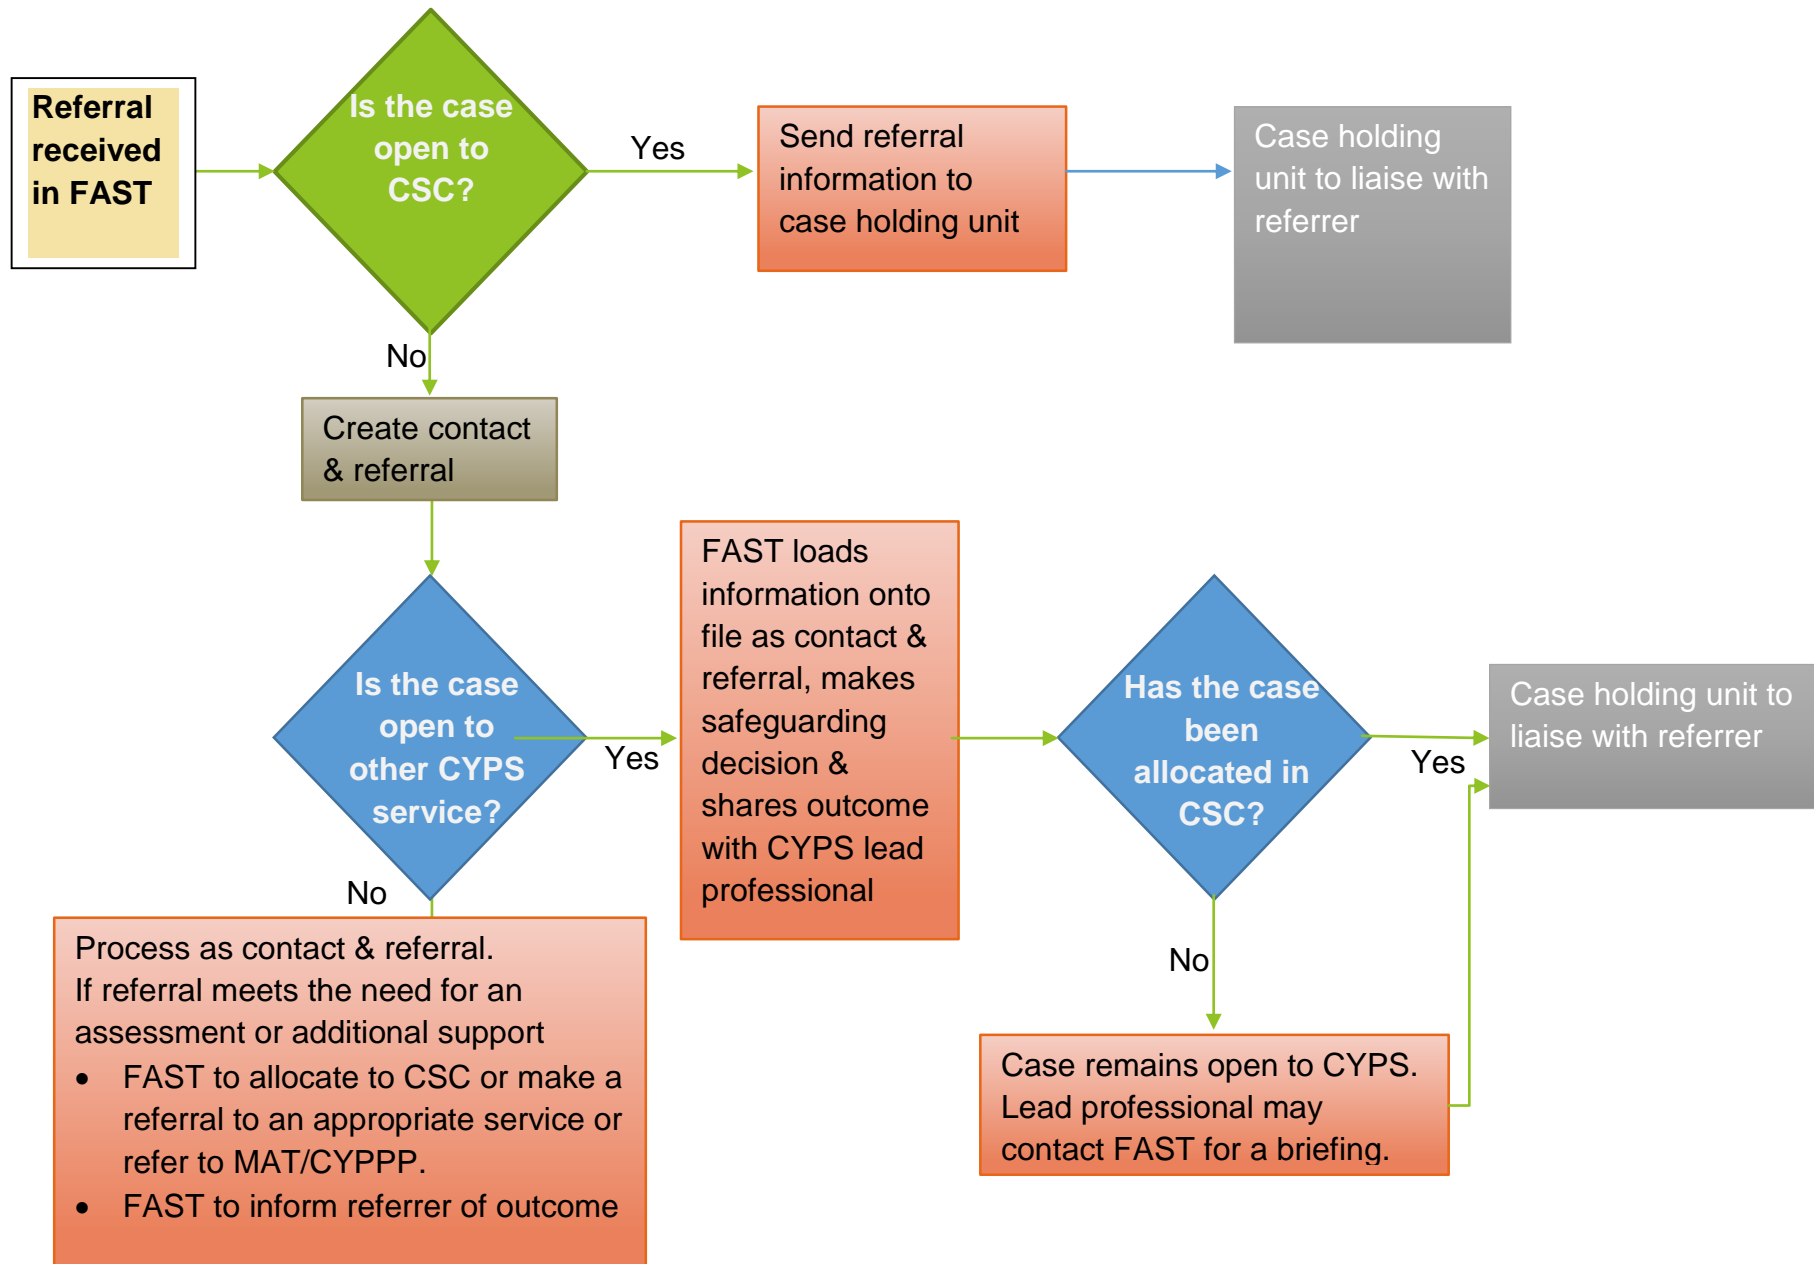 Referral
received
in FAST
Is the case
open to
CSC?
Yes
Send referral
information to
case holding unit
Case holding
unit to liaise with
referrer
No
Create contact
& referral
Is the case
open to
other CYPS
service?
Yes
FAST loads
information onto
file as contact &
referral, makes
safeguarding
decision &
shares outcome
with CYPS lead
professional
Has the case
been
allocated in
CSC?
Yes
Case holding unit to
liaise with referrer
No
Process as contact & referral.
If referral meets the need for an
assessment or additional support
• FAST to allocate to CSC or make a
referral to an appropriate service or
refer to MAT/CYPPP.
• FAST to inform referrer of outcome
No
Case remains open to CYPS.
Lead professional may
contact FAST for a briefing.